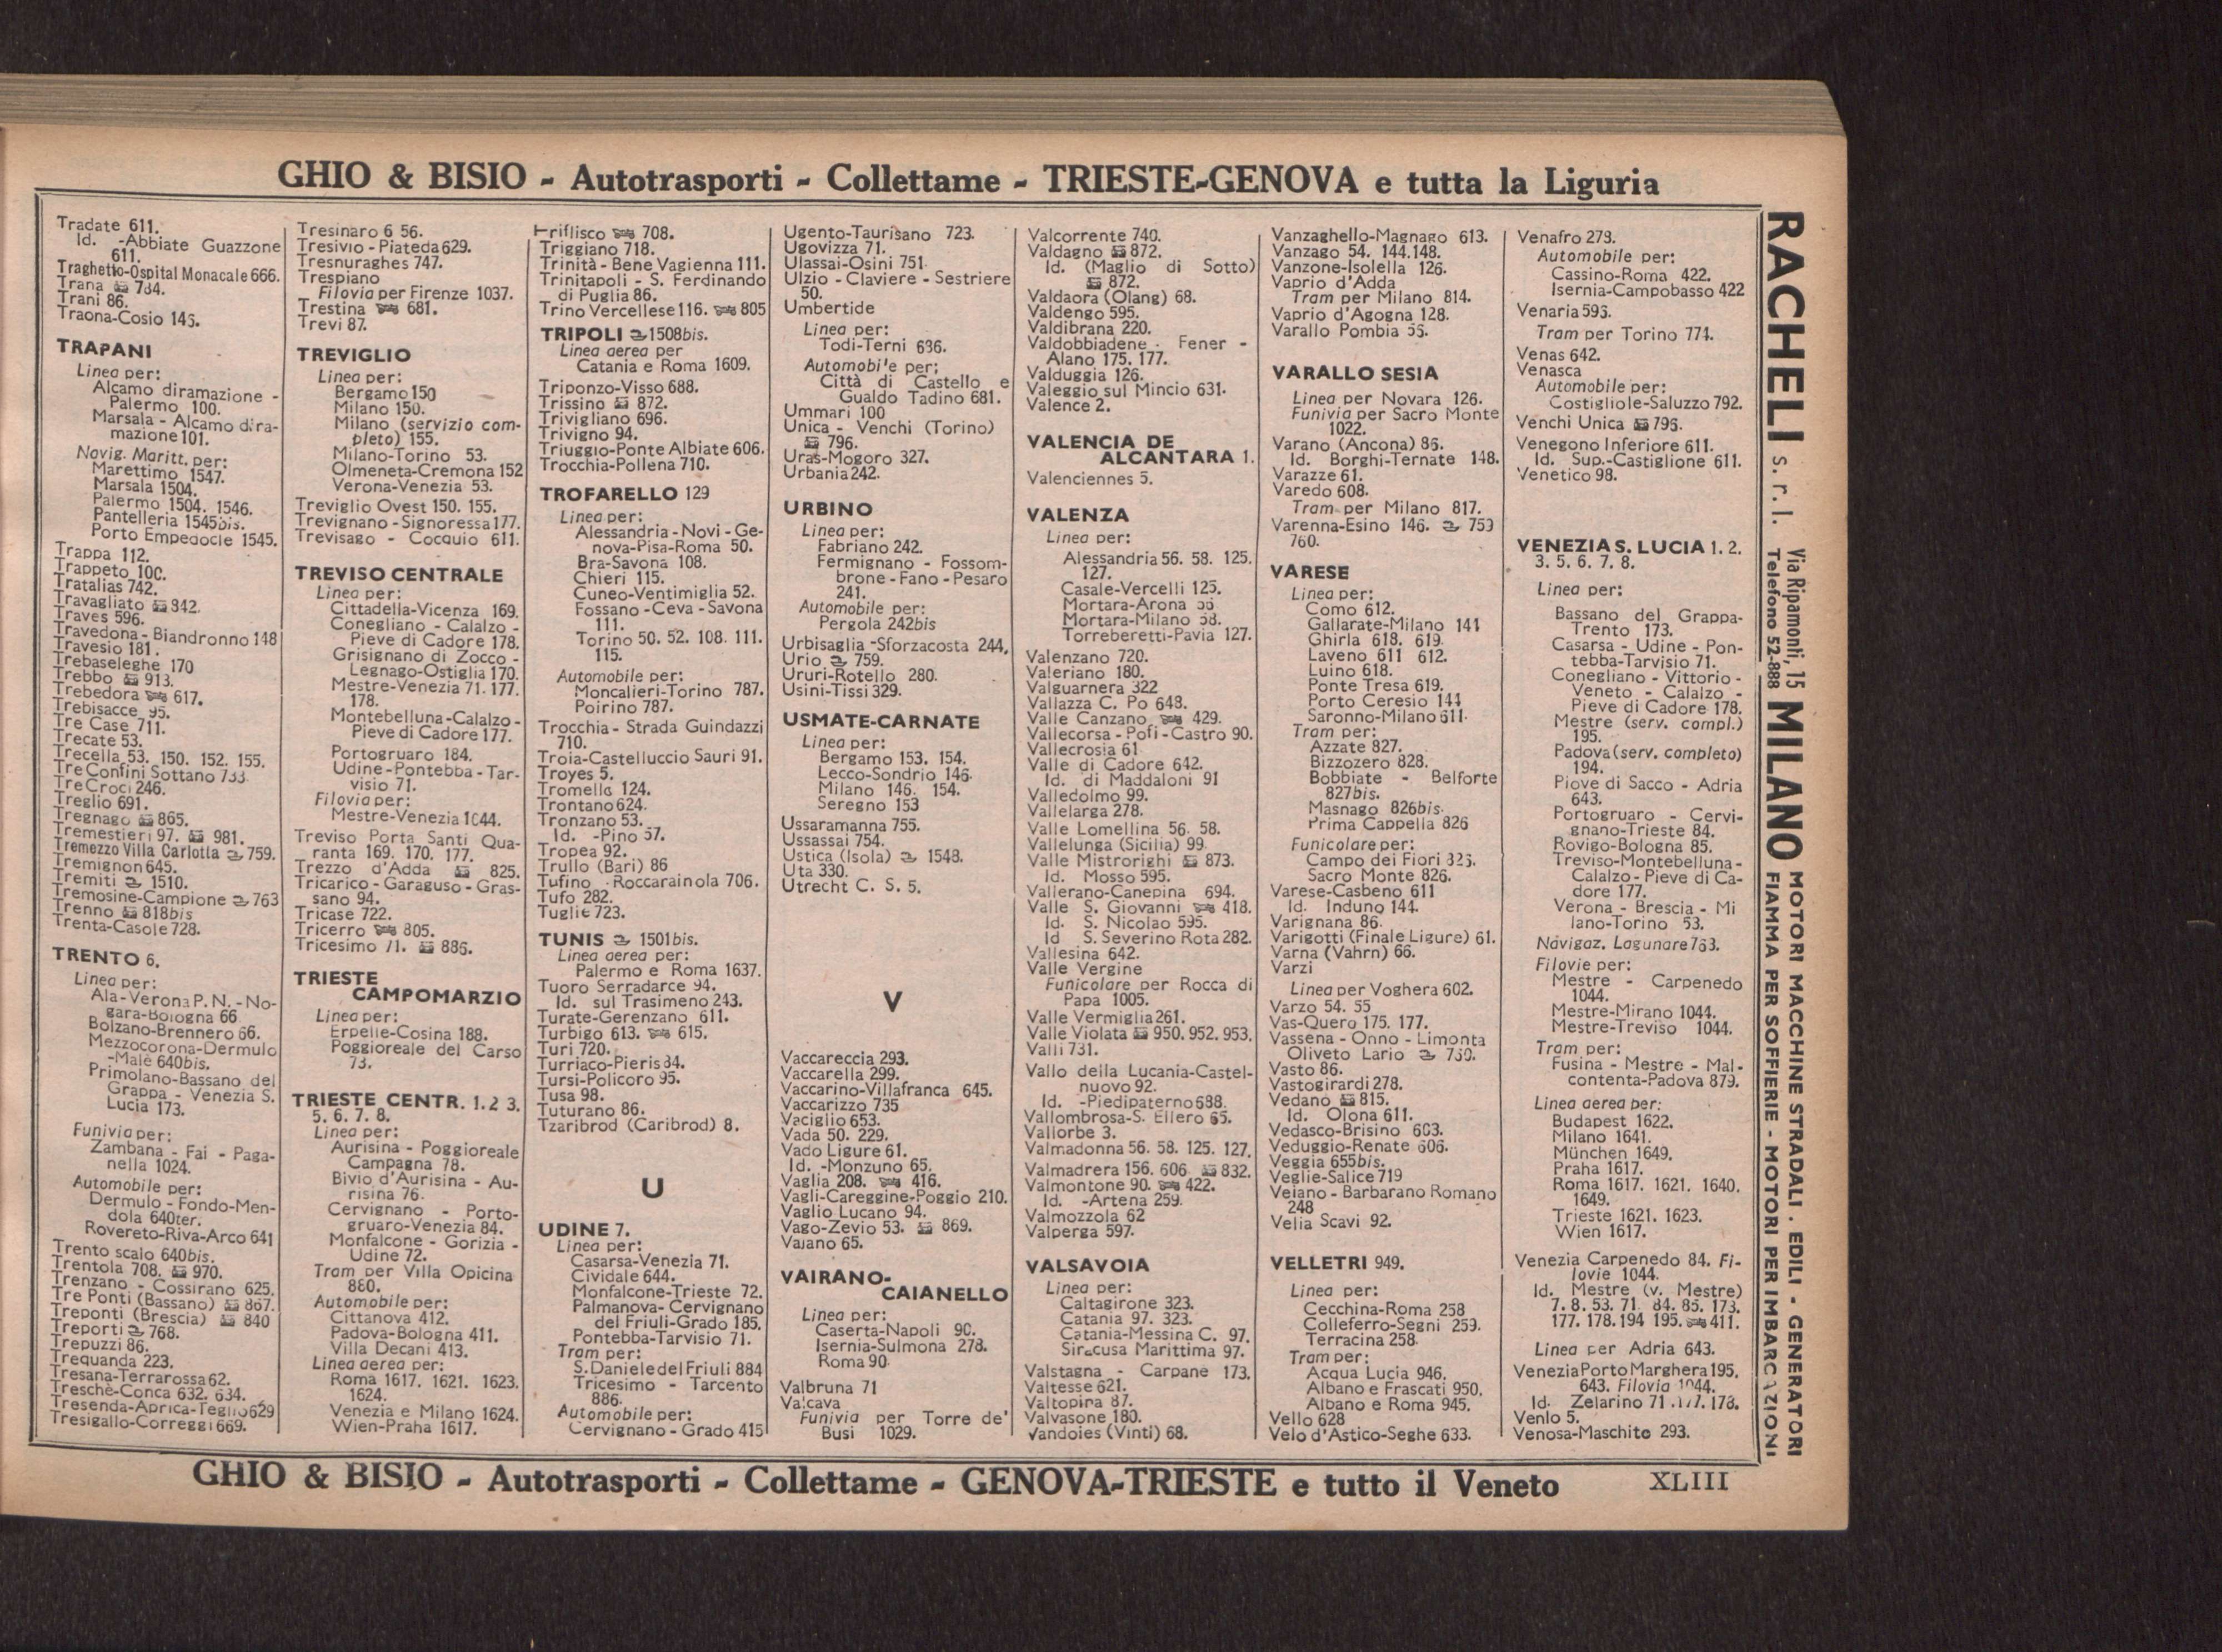 GHIO & BISIO - Autotrasporti - Collettame - TRIESTE-GENOVA e tutta la Liguria
Tradate 611.
Id. -Abbiate Guazzone
611.
Traghetto-Ospital Monacale 666.
Trana 784.
Trani 86.
Traona-Cosio 146.
TRAPANI
Linea per:
Alcamo diramazione -
Palermo 100.
Marsala - Alcamo dira-
mazione 101.
Navig. Maritt. per:
Marettimo 1547.
Marsala 1504.
Palermo 1504. 1546.
Pantelleria 1545bis.
Porto Empedocle 1545.
Trappa 112.
Trappeto 100.
Tratalias 742.
Travagliato 842.
Traves 596.
Travedona - Biandronno 148
Travesio 181.
Trebaseleghe 170
Trebbo 913.
Trebedora 617.
Trebisacce 95.
Tre Case 711.
Trecate 53.
Trecella 53. 150. 152. 155.
Tre Confini Sottano 733
Tre Croci 246.
Treglio 691.
Tregnago 865.
Tremestieri 97. 981.
Tremezzo Villa Carlotta 759.
Tremignon 645.
Tremiti 1510.
Tremosine-Campione 763
Trenno 818bis
Trenta-Casole 728.
TRENTO 6.
Linea per:
Ala-Verona P. N. -No-
gara-Bologna 66
Bolzano-Brennero 66.
Mezzocorona-Dermulo
-Malè 640bis.
Primolano-Bassano del
Grappa - Venezia S.
Lucia 173.
Funivia per:
Zambana - Fai - Paga-
nella 1024.
Automobile per:
Dermulo - Fondo-Men-
dola 640ter.
Rovereto-Riva-Arco 641
Trento scalo 640bis.
Trentola 708. 970.
Trenzano - Cossirano 625.
Tre Ponti (Bassano) 867.
Treponti (Brescia) 840
Treporti 768.
Trepuzzi 86.
Trequanda 223.
Tresana-Terrarossa 62.
Treschè-Conca 632. 634.
Tresenda-Aprica-Teglio 629
Tresigallo-Correggi 669.
Tresinaro 6 56.
Tresivio - Piateda 629.
Tresnuraghes 747.
Trespiano
Filovia per Firenze 1037.
Trestina 681.
Trevi 87.
TREVIGLIO
Linea per:
Bergamo 150
Milano 150.
Milano (servizio com-
pleto) 155.
Milano-Torino 53.
Olmeneta-Cremona 152
Verona-Venezia 53.
Treviglio Ovest 150. 155.
Trevignano - Signoressa 177.
Trevisago - Cocquio 611.
TREVISO CENTRALE
Linea per:
Cittadella-Vicenza 169.
Conegliano - Calalzo -
Pieve di Cadore 178.
Grisignano di Zocco -
Legnago-Ostiglia 170.
Mestre-Venezia 71. 177.
178.
Montebelluna-Calalzo -
Pieve di Cadore 177.
Portogruaro 184.
Udine-Pontebba - Tar-
visio 71.
Filovia per:
Mestre-Venezia 1044.
Treviso Porta Santi Qua-
ranta 169. 170. 177.
Trezzo d'Adda 825.
Tricarico - Garaguso - Gras-
sano 94.
Tricase 722.
Tricerro 805.
Tricesimo 71. 886.
TRIESTE
CAMPOMARZIO
Linea per:
Erpelle-Cosina 188.
Poggioreale del Carso
73.
TRIESTE CENTR. 1. 2 3.
5. 6. 7. 8.
Linea per:
Aurisina - Poggioreale
Campagna 78.
Bivio d'Aurisina - Au-
risina 76.
Cervignano - Porto-
gruaro-Venezia 84.
Monfalcone - Gorizia -
Udine 72.
Tram per Villa Opicina
880.
Automobile per:
Cittanova 412.
Padova-Bologna 411.
Villa Decani 413.
Linea aerea per:
Roma 1617. 1621. 1623.
1624.
Venezia e Milano 1624.
Wien-Praha 1617.
Triflisco 708.
Triggiano 718.
Trinità - Bene Vagienna 111.
Trinitapoli - S. Ferdinando
di Puglia 86.
Trino Vercellese 116. 805
TRIPOLI 1508bis.
Linea aerea per
Catania e Roma 1609.
Triponzo-Visso 688.
Trissino 872.
Trivigliano 696.
Trivigno 94.
Triuggio-Ponte Albiate 606.
Trocchia-Pollena 710.
TROFARELLO 129
Linea per:
Alessandria - Novi - Ge-
nova-Pisa-Roma 50.
Bra-Savona 108.
Chieri 115.
Cuneo-Ventimiglia 52.
Fossano - Ceva - Savona
111.
Torino 50. 52. 108. 111.
115.
Automobile per:
Moncalieri-Torino 787.
Poirino 787.
Trocchia - Strada Guindazzi
710.
Troia-Castelluccio Sauri 91.
Troyes 5.
Tromello 124.
Trontano 624.
Tronzano 53.
Id. -Pino 57.
Tropea 92.
Trullo (Bari) 86
Tufino - Roccarainola 706.
Tufo 282.
Tuglie 723.
TUNIS 1501bis.
Linea aerea per:
Palermo e Roma 1637.
Tuoro Serradarce 94.
Id. sul Trasimeno 243.
Turate-Gerenzano 611.
Turbigo 613. 615.
Turi 720.
Turriaco-Pieris 84.
Tursi-Policoro 95.
Tusa 98.
Tuturano 86.
Tzaribrod (Caribrod) 8.
U
UDINE 7.
Linea per:
Casarsa-Venezia 71.
Cividale 644.
Monfalcone-Trieste 72.
Palmanova- Cervignano
del Friuli-Grado 185.
Pontebba-Tarvisio 71.
Tram per:
S. Daniele del Friuli 884
Tricesimo - Tarcento
886.
Automobile per:
Cervignano - Grado 415
Ugento-Taurisano 723.
Ugovizza 71.
Ulassai-Osini 751
Ulzio - Claviere - Sestriere
50.
Umbertide
Linea per:
Todi-Terni 636.
Automobile per;
Città di Castello e
Gualdo Tadino 681.
Ummari 100
Unica - Venchi (Torino)
796.
Uras-Mogoro 327.
Urbania 242.
URBINO
Linea per:
Fabriano 242.
Fermignano - Fossom-
brone - Fano - Pesaro
241.
Automobile per:
Pergola 242bis
Urbisaglia -Sforzacosta 244,
Urio 759.
Ururi-Rotello 280.
Usini-Tissi 329.
USMATE-CARNATE
Linea per:
Bergamo 153. 154.
Lecco-Sondrio 146
Milano 146. 154.
Seregno 153
Ussaramanna 755.
Ussassai 754.
Ustica (Isola) 1548.
Uta 330.
Utrecht C. S. 5.
V
Vaccareccia 293.
Vaccarella 299.
Vaccarino-Villafranca 645.
Vaccarizzo 735
Vaciglio 653.
Vada 50. 229.
Vado Ligure 61.
Id. -Monzuno 65.
Vaglia 208. 416.
Vagli-Careggine-Poggio 210.
Vaglio Lucano 94.
Vago-Zevio 53. 869.
Vaiano 65.
VAIRANO-
CAIANELLO
Linea per:
Caserta-Napoli 90.
Isernia-Sulmona 278.
Roma 90
Valbruna 71
Valcava
Funivia per Torre de'
Busi 1029.
Valcorrente 740.
Valdagno 872.
Id. (Maglio di Sotto)
872.
Valdaora (Olang) 68.
Valdengo 595.
Valdibrana 220.
Valdobbiadene - Fener -
Alano 175. 177.
Valduggia 126.
Valeggio sul Mincio 631.
Valence 2.
VALENCIA DE
ALCANTARA 1.
Valenciennes 5.
VALENZA
Linea per:
Alessandria 56. 58. 125.
127.
Casale-Vercelli 125.
Mortara-Arona 56
Mortara-Milano 58.
Torreberetti-Pavia 127.
Valenzano 720.
Valeriano 180.
Valguarnera 322
Vallazza C. Po 648.
Valle Canzano 429.
Vallecorsa - Pofi - Castro 90.
Vallecrosia 61
Valle di Cadore 642.
Id. di Maddaloni 91
Valledolmo 99.
Vallelarga 278.
Valle Lomellina 56. 58.
Vallelunga (Sicilia) 99
Valle Mistrorighi 873.
Id. Mosso 595.
Vallerano-Canepina 694.
Valle S. Giovanni 418.
Id. S. Nicolao 595.
Id S. Severino Rota 282.
Vallesina 642.
Valle Vergine
Funicolare per Rocca di
Papa 1005.
Valle Vermiglia 261.
Valle Violata 950. 952. 953.
Valli 731.
Vallo della Lucania-Castel-
nuovo 92.
Id. -Piedipaterno 688.
Vallombrosa-S. Ellero 65.
Vallorbe 3.
Valmadonna 56. 58. 125. 127.
Valmadrera 156. 606. 832.
Valmontone 90. 422.
Id. -Artena 259.
Valmozzola 62
Valperga 597.
VALSAVOIA
Linea per:
Caltagirone 323.
Catania 97. 323.
Catania-Messina C. 97.
Siracusa Marittima 97.
Valstagna - Carpane 173.
Valtesse 621.
Valtopina 87.
Valvasone 180.
Vandoies (Vinti) 68.
Vanzaghello-Magnago 613.
Vanzago 54. 144.148.
Vanzone-Isolella 126.
Vaprio d'Adda
Tram per Milano 814.
Vaprio d'Agogna 128.
Varallo Pombia 56.
VARALLO SESIA
Linea per Novara 126.
Funivia per Sacro Monte
1022.
Varano (Ancona) 86.
Id. Borghi-Ternate 148.
Varazze 61.
Varedo 608.
Tram per Milano 817.
Varenna-Esino 146. 759
760.
VARESE
Linea per:
Como 612.
Gallarate-Milano 144
Ghirla 618. 619.
Laveno 611 612.
Luino 618.
Ponte Tresa 619.
Porto Ceresio 144
Saronno-Milano 611.
Tram per:
Azzate 827.
Bizzozero 828.
Bobbiate - Belforte
827bis.
Masnago 826bis
Prima Cappella 826
Funicolare per:
Campo dei Fiori 826.
Sacro Monte 826.
Varese-Casbeno 611
Id. Induno 144.
Varignana 86.
Varigotti (Finale Ligure) 61.
Varna (Vahrn) 66.
Varzi
Linea per Voghera 602.
Varzo 54. 55
Vas-Quero 175. 177.
Vassena - Onno - Limonta
Oliveto Lario 760.
Vasto 86.
Vastogirardi 278.
Vedano 815.
Id. Olona 611.
Vedasco-Brisino 603.
Veduggio-Renate 606.
Veggia 655bis.
Veglie-Salice 719
Veiano - Barbarano Romano
248
Velia Scavi 92.
VELLETRI 949.
Linea per:
Cecchina-Roma 258
Colleferro-Segni 259.
Terracina 258.
Tram per:
Acqua Lucia 946.
Albano e Frascati 950.
Albano e Roma 945.
Vello 628
Velo d'Astico-Seghe 633.
Venafro 278.
Automobile per:
Cassino-Roma 422.
Isernia-Campobasso 422
Venaria 596.
Tram per Torino 774.
Venas 642.
Venasca
Automobile per:
Costigliole-Saluzzo 792.
Venchi Unica 796.
Venegono Inferiore 611.
Id. Sup.-Castiglione 611.
Venetico 98.
VENEZIA S. LUCIA 1. 2.
3. 5. 6. 7. 8.
Linea per:
Bassano del Grappa-
Trento 173.
Casarsa - Udine - Pon-
tebba-Tarvisio 71.
Conegliano - Vittorio -
Veneto - Calalzo -
Pieve di Cadore 178.
Mestre (serv. compl.)
195.
Padova (serv. completo)
194.
Piove di Sacco - Adria
643.
Portogruaro - Cervi-
gnano-Trieste 84.
Rovigo-Bologna 85.
Treviso-Montebelluna -
Calalzo - Pieve di Ca-
dore 177.
Verona - Brescia - Mi
lano-Torino 53.
Navigaz. Lagunare 763.
Filovie per:
Mestre - Carpenedo
1044.
Mestre-Mirano 1044.
Mestre-Treviso 1044.
Tram per:
Fusina - Mestre - Mal-
contenta-Padova 879.
Linea aerea per:
Budapest 1622.
Milano 1641.
München 1649.
Praha 1617.
Roma 1617. 1621. 1640.
1649.
Trieste 1621. 1623.
Wien 1617.
Venezia Carpenedo 84. Fi-
lovie 1044.
Id. Mestre (v. Mestre)
7. 8. 53. 71. 84. 85. 173.
177. 178. 194 195. 411.
Linea per Adria 643.
Venezia Porto Marghera 195.
643. Filovia 1044.
Id. Zelarino 71. 177. 178.
Venlo 5.
Venosa-Maschito 293.
RACHELI s. r. l. Via Ripamonti, 15
Telefono 52-888 MILANO MOTORI MACCHINE STRADALI . EDILI - GENERATORI
FIAMMA PER SOFFIERIE - MOTORI PER IMBARCAZIONI
GHIO & BISIO - Autotrasporti - Collettame - GENOVA-TRIESTE e tutto il Veneto
XLIII